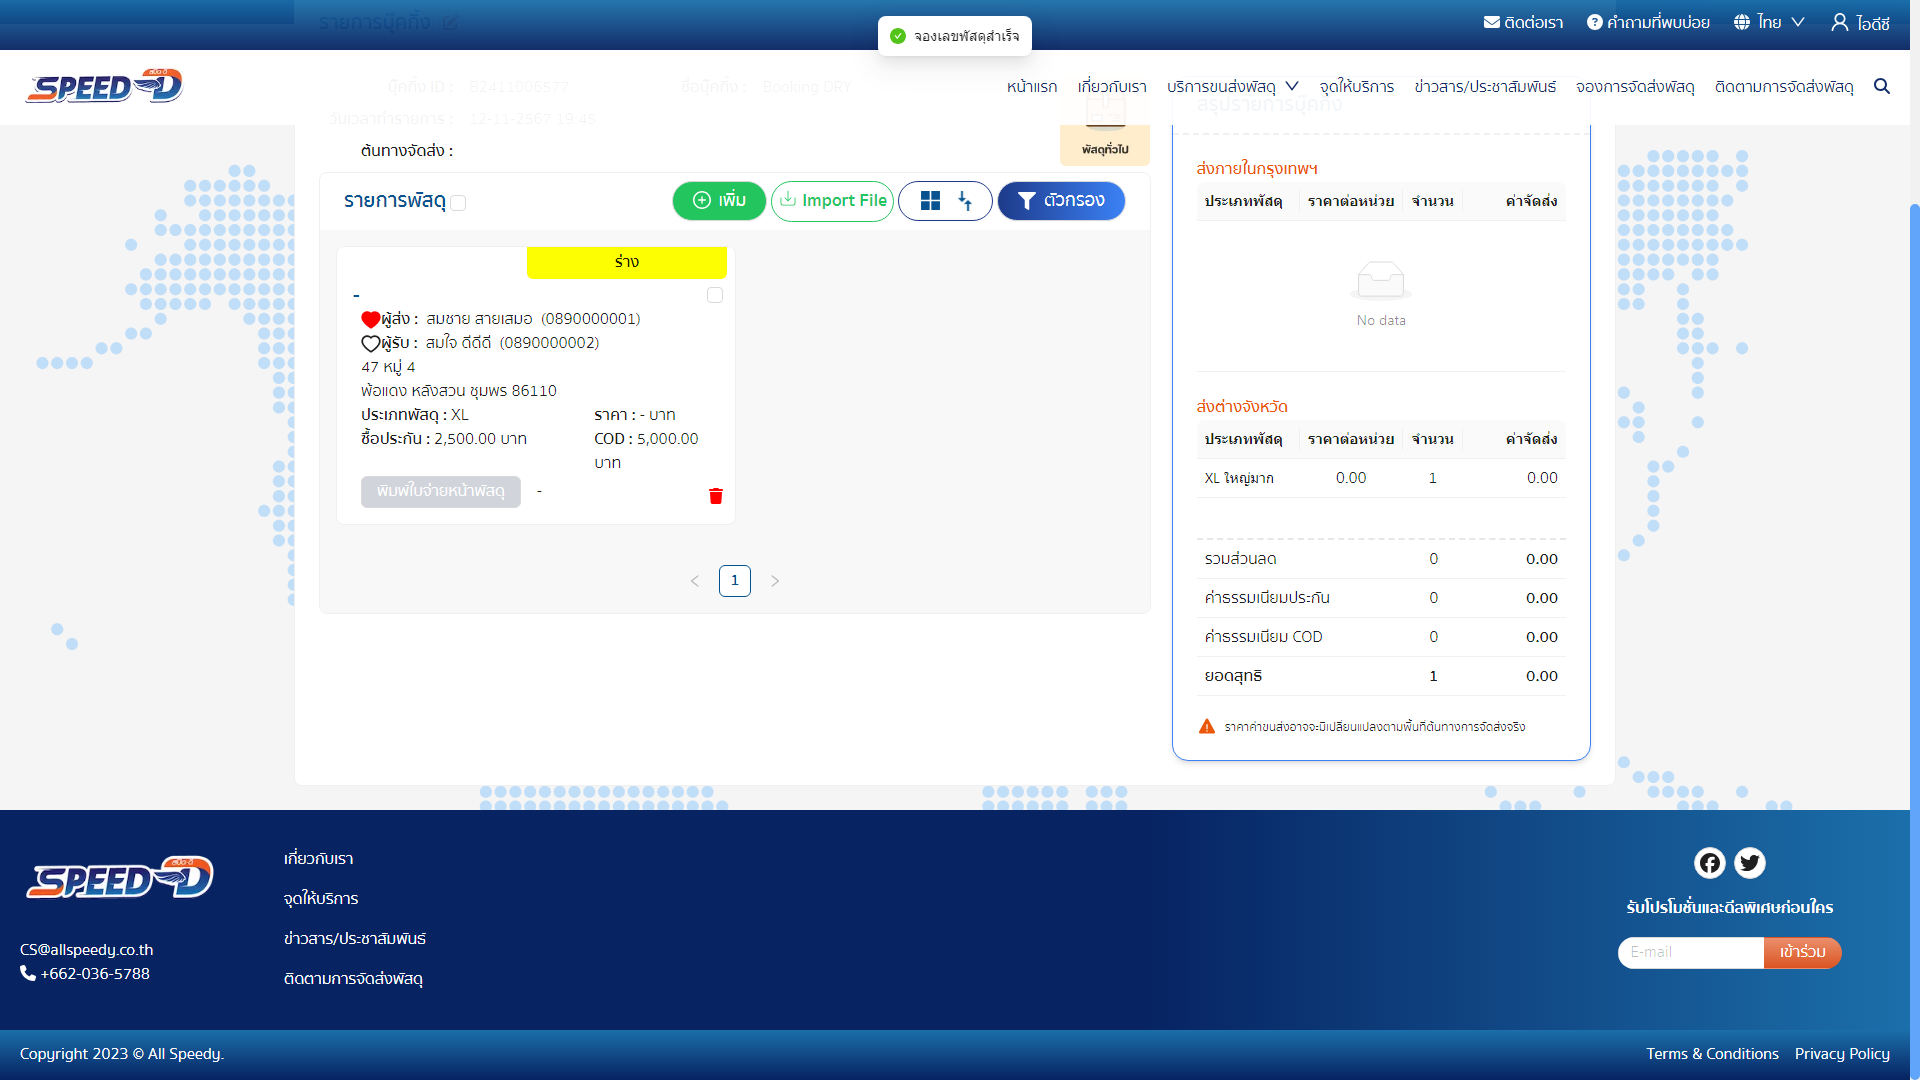 รายการบุ๊คกิ้ง
จองเลขพัสดุสำเร็จ
ติดต่อเรา
คำถามที่พบบ่อย
ไทย
ไอดีซี
สปีด-ดี
SPEED-D
บุ๊คกิ้ง ID : B2411006577
ชื่อบุ๊คกิ้ง : Booking DRY
หน้าแรก
เกี่ยวกับเรา
บริการขนส่งพัสดุ
จุดให้บริการ
ข่าวสาร/ประชาสัมพันธ์
จองการจัดส่งพัสดุ
ติดตามการจัดส่งพัสดุ
สรุปรายการบุ๊คกิ้ง
วันเวลาทำรายการ : 12-11-2567 19:45
ต้นทางจัดส่ง :
พัสดุทั่วไป
รายการพัสดุ
เพิ่ม
Import File
ตัวกรอง
ร่าง
-
ผู้ส่ง : สมชาย สายเสมอ (0890000001)
ผู้รับ : สมใจ ดีดีดี (0890000002)
47 หมู่ 4
พ้อแดง หลังสวน ชุมพร 86110
ประเภทพัสดุ : XL
ราคา : - บาท
ซื้อประกัน : 2,500.00 บาท
COD : 5,000.00 บาท
พิมพ์ใบจ่ายหน้าพัสดุ
-
1
ส่งภายในกรุงเทพฯ
ประเภทพัสดุ ราคาต่อหน่วย จำนวน ค่าจัดส่ง
No data
ส่งต่างจังหวัด
ประเภทพัสดุ ราคาต่อหน่วย จำนวน ค่าจัดส่ง
XL ใหญ่มาก 0.00 1 0.00
รวมส่วนลด 0 0.00
ค่าธรรมเนียมประกัน 0 0.00
ค่าธรรมเนียม COD 0 0.00
ยอดสุทธิ 1 0.00
ราคาค่าขนส่งอาจจะมีเปลี่ยนแปลงตามพื้นที่ต้นทางการจัดส่งจริง
สปีด-ดี
SPEED-D
CS@allspeedy.co.th
+662-036-5788
เกี่ยวกับเรา
จุดให้บริการ
ข่าวสาร/ประชาสัมพันธ์
ติดตามการจัดส่งพัสดุ
รับโปรโมชั่นและดีลพิเศษก่อนใคร
E-mail
เข้าร่วม
Copyright 2023 © All Speedy.
Terms & Conditions
Privacy Policy